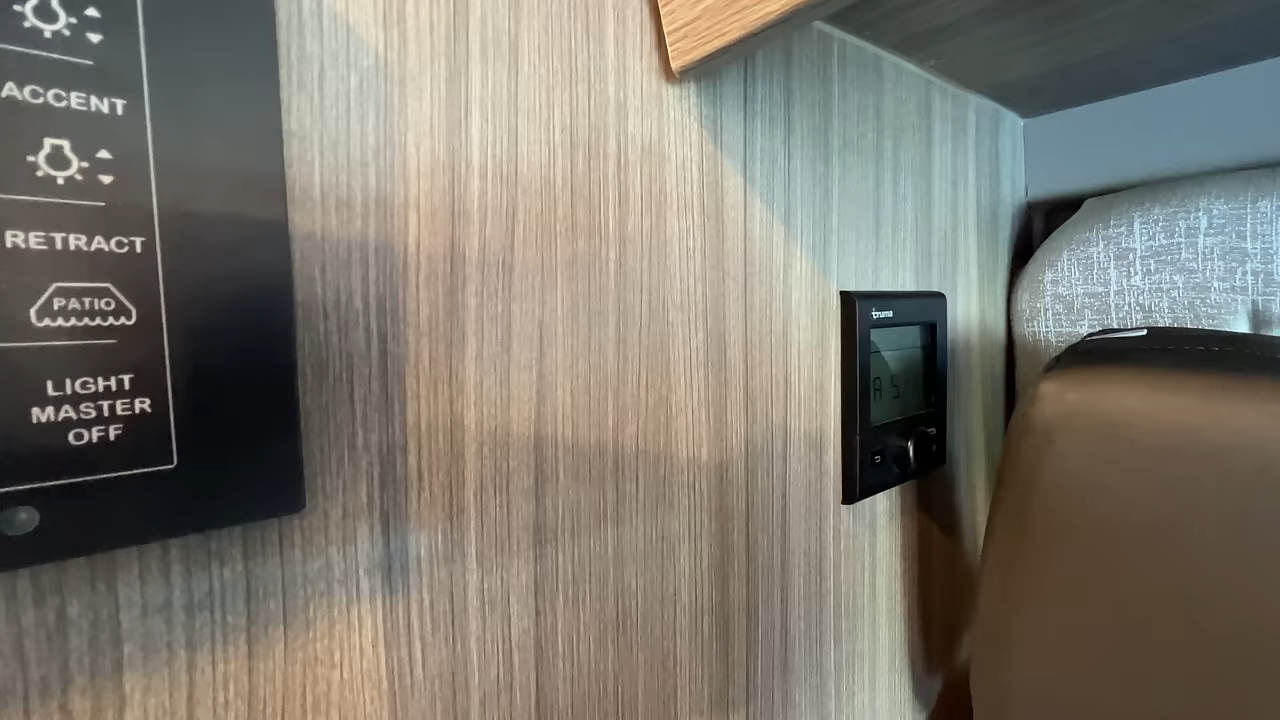 ACCENT
RETRACT
PATIO
LIGHT
MASTER
OFF
truma
A S